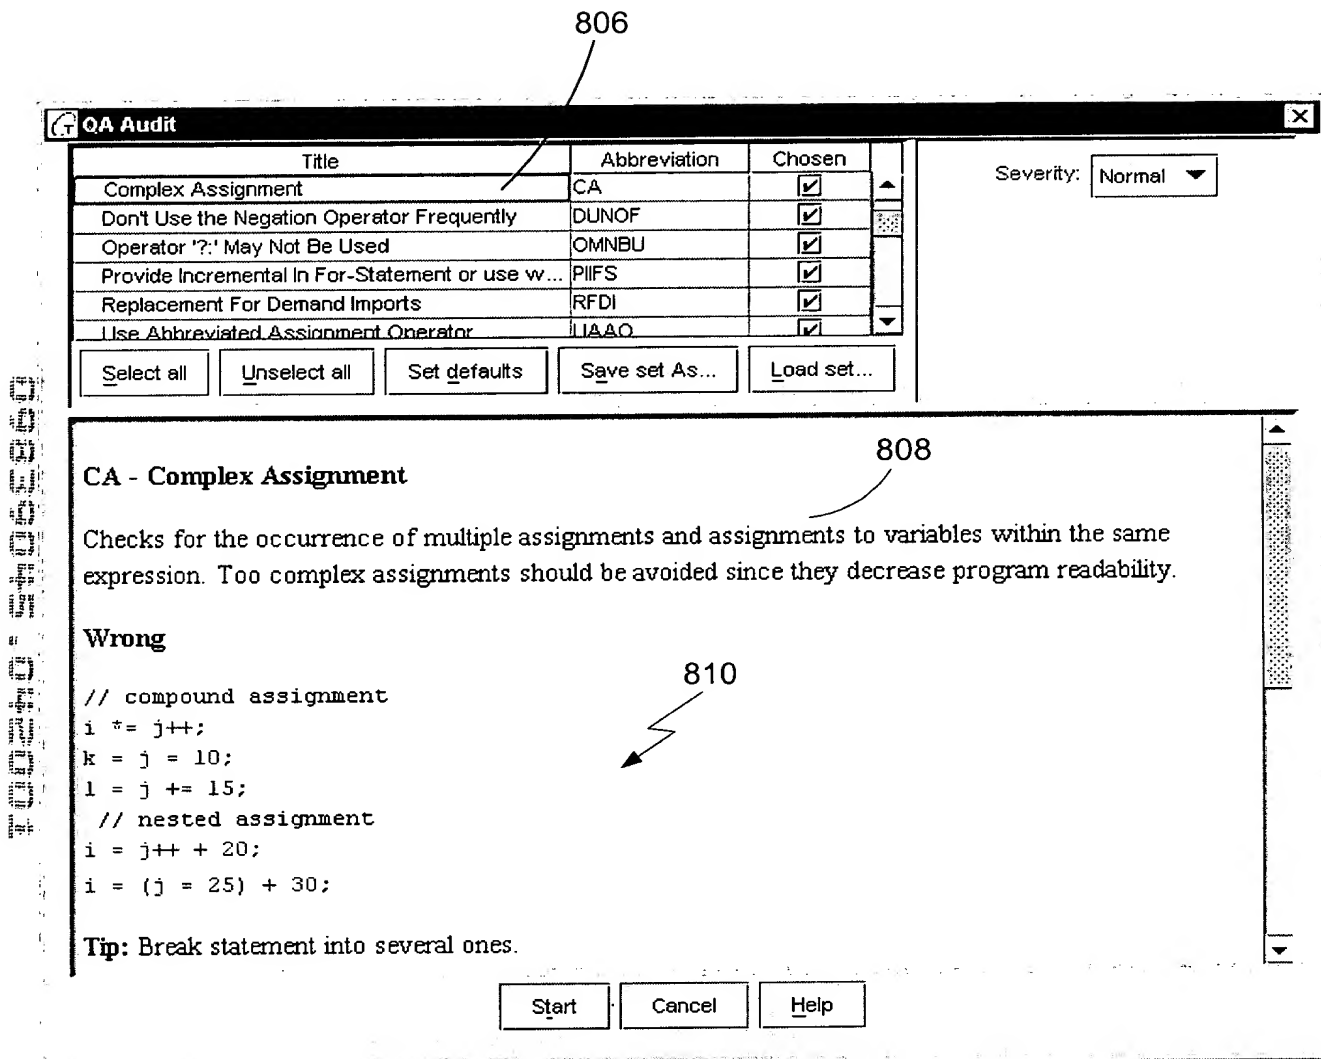 806
QA Audit
Title Abbreviation Chosen
Complex Assignment CA
Don't Use the Negation Operator Frequently DUNOF
Operator '?:' May Not Be Used OMNBU
Provide Incremental In For-Statement or use w... PIIFS
Replacement For Demand Imports RFDI
Use Abbreviated Assignment Operator UAAO
Severity: Normal
Select all Unselect all Set defaults Save set As... Load set...
808
CA - Complex Assignment
Checks for the occurrence of multiple assignments and assignments to variables within the same
expression. Too complex assignments should be avoided since they decrease program readability.
Wrong
810
// compound assignment
i *= j++;
k = j = 10;
l = j += 15;
// nested assignment
i = j++ + 20;
i = (j = 25) + 30;
Tip: Break statement into several ones.
Start Cancel Help